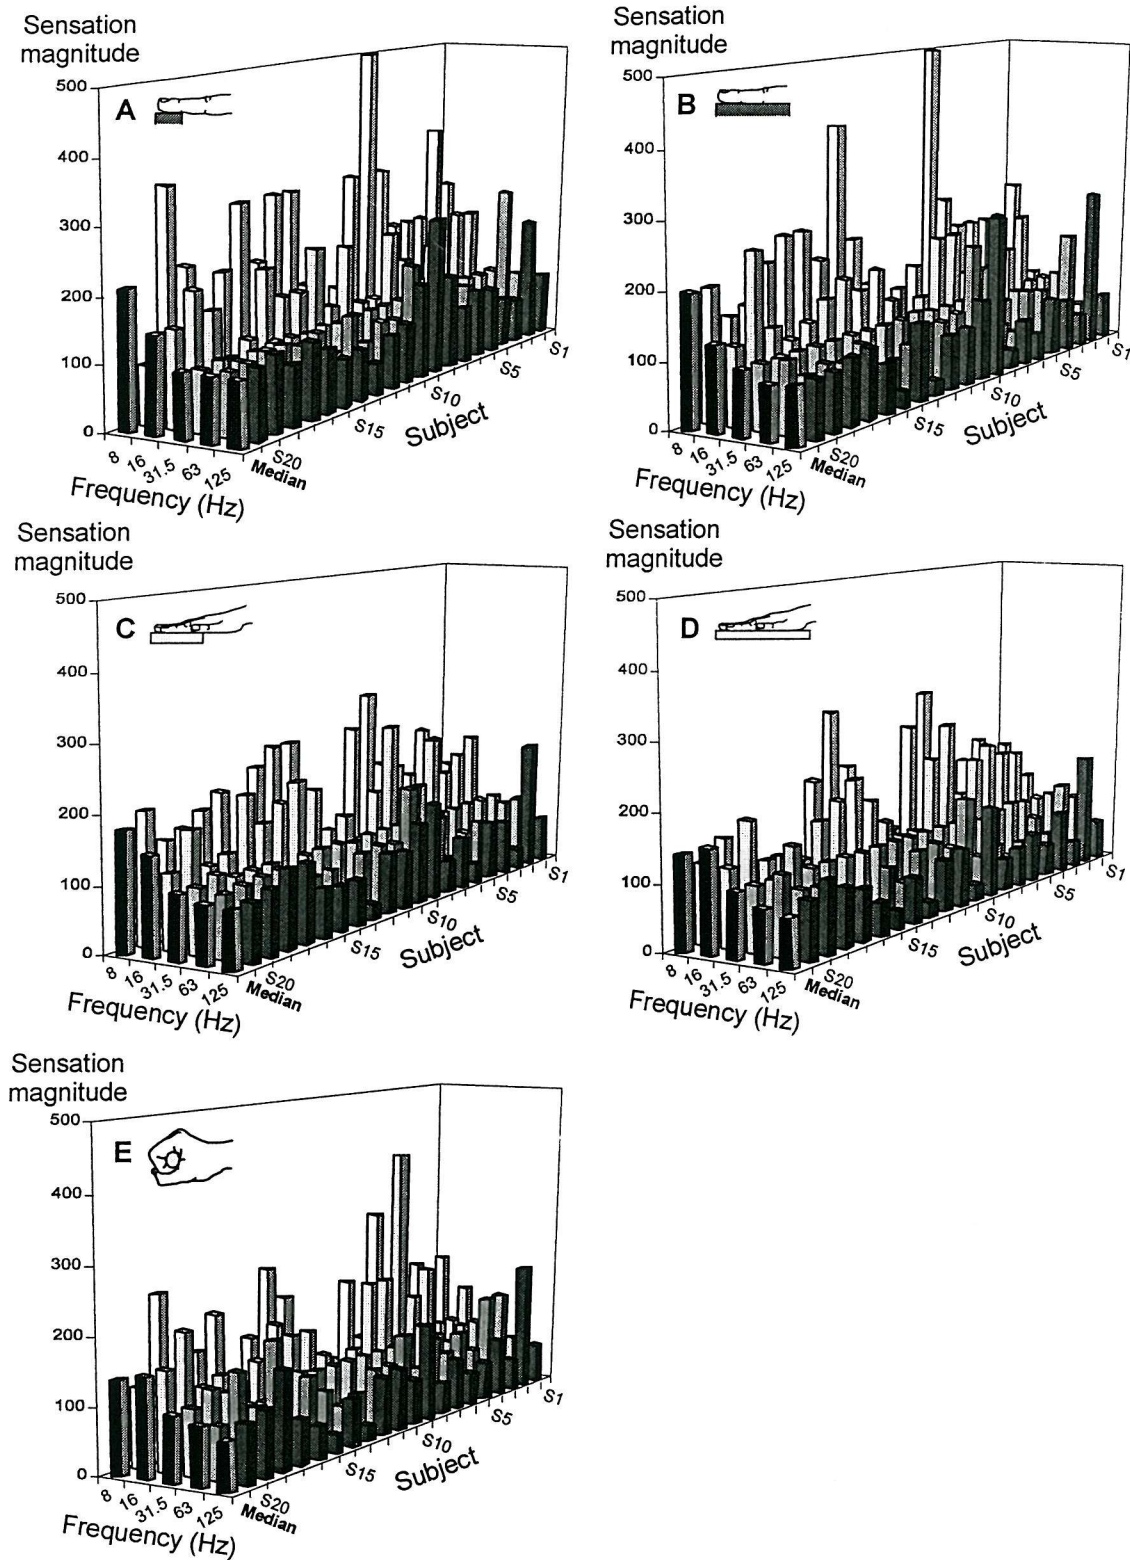 Sensation
magnitude
500
400
300
200
100
0
A
8
16
31.5
63
125
Frequency (Hz)
Median
S20
S15
S10
S5
S1
Subject
Sensation
magnitude
500
400
300
200
100
0
B
8
16
31.5
63
125
Frequency (Hz)
Median
S20
S15
S10
S5
S1
Subject
Sensation
magnitude
500
400
300
200
100
0
C
8
16
31.5
63
125
Frequency (Hz)
Median
S20
S15
S10
S5
S1
Subject
Sensation
magnitude
500
400
300
200
100
0
D
8
16
31.5
63
125
Frequency (Hz)
Median
S20
S15
S10
S5
S1
Subject
Sensation
magnitude
500
400
300
200
100
0
E
8
16
31.5
63
125
Frequency (Hz)
Median
S20
S15
S10
S5
S1
Subject